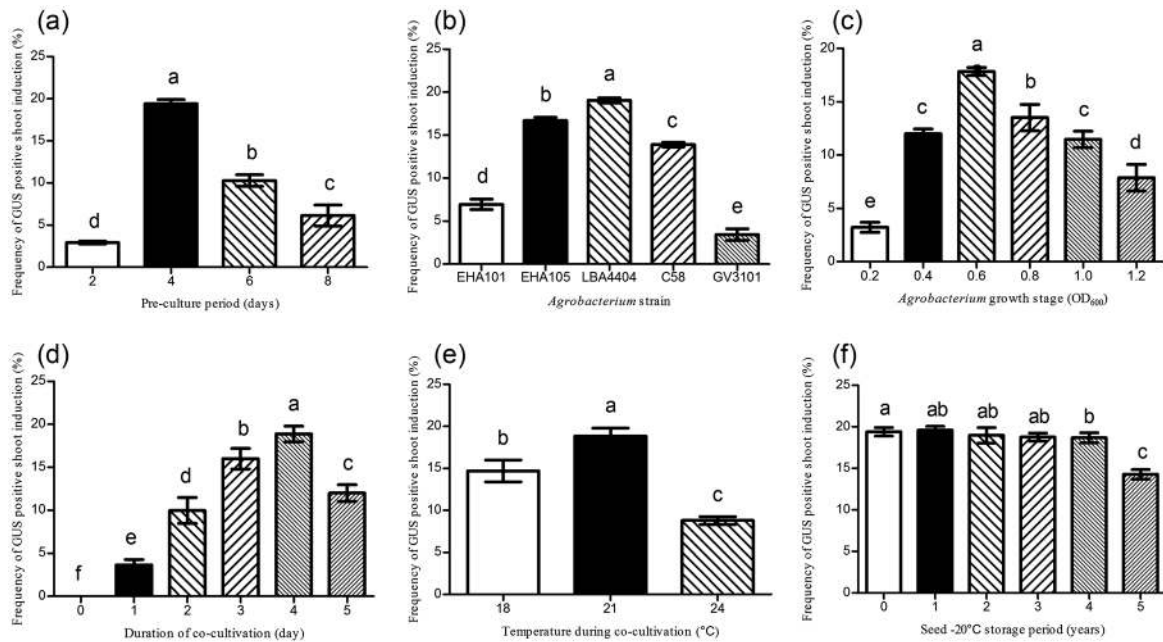 (a)
Frequency of GUS positive shoot induction (%)
25
20
15
10
5
0
d
a
b
c
2 4 6 8
Pre-culture period (days)
(b)
Frequency of GUS positive shoot induction (%)
25
20
15
10
5
0
d
b
a
c
e
EHA101 EHA105 LBA4404 C58 GV3101
Agrobacterium strain
(c)
Frequency of GUS positive shoot induction (%)
20
15
10
5
0
e
c
a
b
c
d
0.2 0.4 0.6 0.8 1.0 1.2
Agrobacterium growth stage (OD₆₀₀)
(d)
Frequency of GUS positive shoot induction (%)
25
20
15
10
5
0
f
e
d
b
a
c
0 1 2 3 4 5
Duration of co-cultivation (day)
(e)
Frequency of GUS positive shoot induction (%)
25
20
15
10
5
0
b
a
c
18 21 24
Temperature during co-cultivation (°C)
(f)
Frequency of GUS positive shoot induction (%)
25
20
15
10
5
0
a
ab
ab
ab
b
c
0 1 2 3 4 5
Seed -20°C storage period (years)